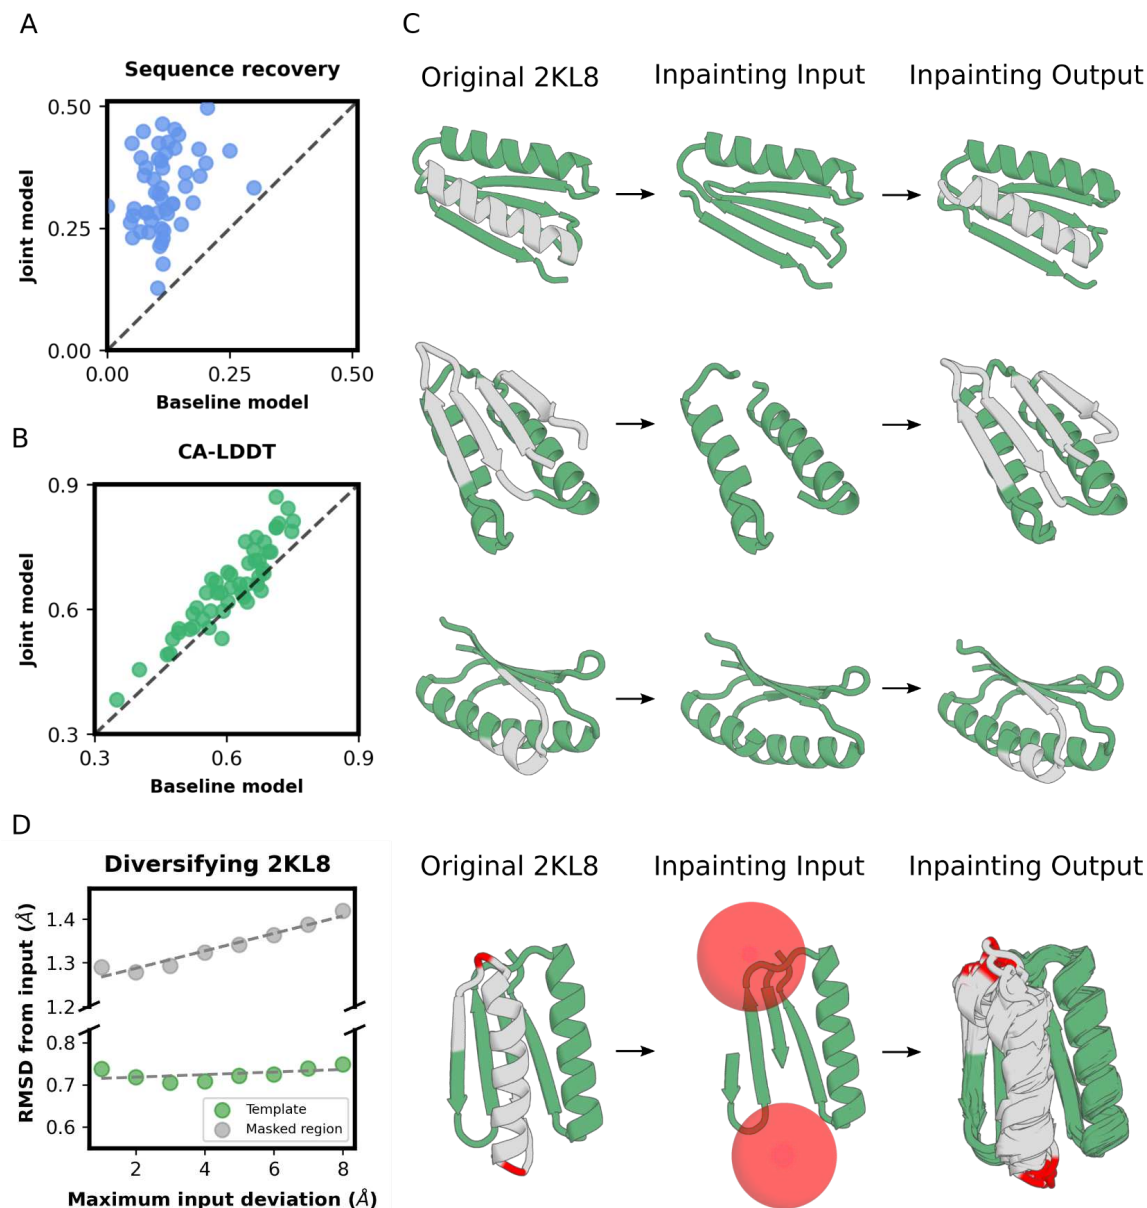 A
Sequence recovery
0.50
0.25
0.00
Joint model
0.00 0.25 0.50
Baseline model
B
CA-LDDT
0.9
0.6
0.3
Joint model
0.3 0.6 0.9
Baseline model
C
Original 2KL8 Inpainting Input Inpainting Output
D
Diversifying 2KL8
1.4
1.3
1.2
0.8
0.7
0.6
RMSD from input (Å)
Template
Masked region
2 4 6 8
Maximum input deviation (Å)
Original 2KL8 Inpainting Input Inpainting Output